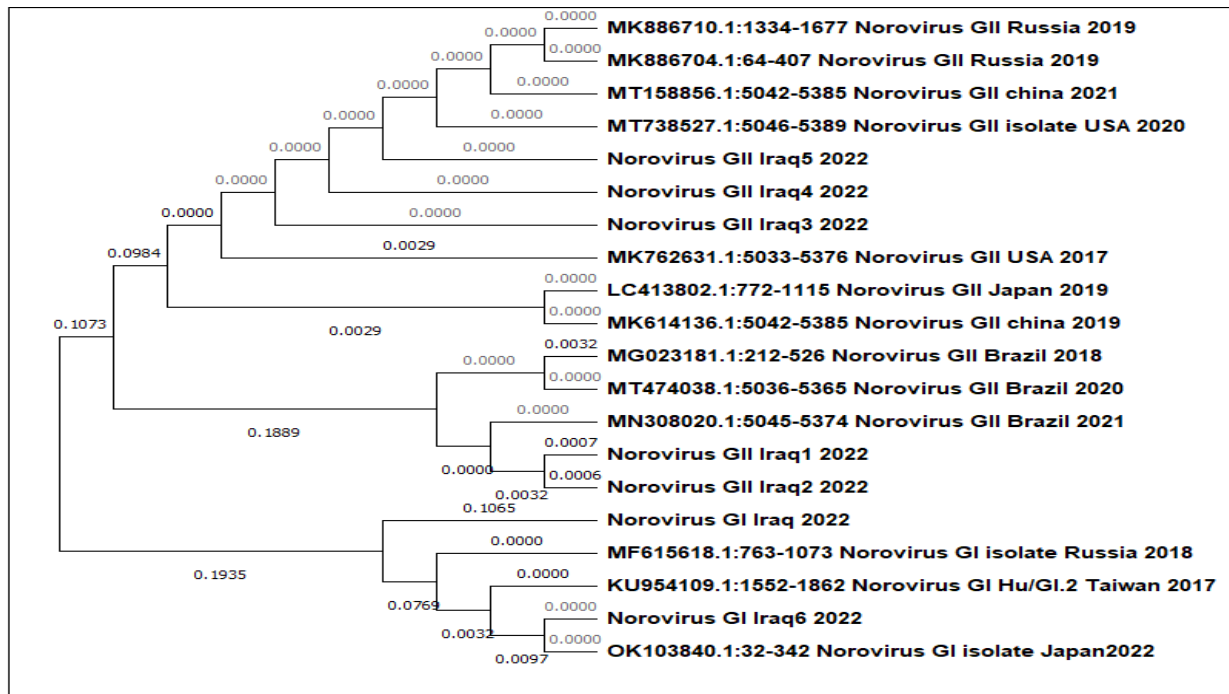 0.0000
MK886710.1:1334-1677 Norovirus GII Russia 2019
0.0000
0.0000
MK886704.1:64-407 Norovirus GII Russia 2019
0.0000
0.0000
MT158856.1:5042-5385 Norovirus GII china 2021
0.0000
0.0000
MT738527.1:5046-5389 Norovirus GII isolate USA 2020
0.0000
0.0000
Norovirus GII Iraq5 2022
0.0000
0.0000
Norovirus GII Iraq4 2022
0.0000
0.0000
Norovirus GII Iraq3 2022
0.0984
0.0029
MK762631.1:5033-5376 Norovirus GII USA 2017
LC413802.1:772-1115 Norovirus GII Japan 2019
0.0000
0.0000
MK614136.1:5042-5385 Norovirus GII china 2019
0.1073
0.0029
0.0032
MG023181.1:212-526 Norovirus GII Brazil 2018
0.0000
0.0000
MT474038.1:5036-5365 Norovirus GII Brazil 2020
0.0000
MN308020.1:5045-5374 Norovirus GII Brazil 2021
0.1889
0.0007
Norovirus GII Iraq1 2022
0.0000
0.0006
Norovirus GII Iraq2 2022
0.0032
0.1065
Norovirus GI Iraq 2022
0.0000
MF615618.1:763-1073 Norovirus GI isolate Russia 2018
0.1935
0.0000
KU954109.1:1552-1862 Norovirus GI Hu/GI.2 Taiwan 2017
0.0769
0.0000
Norovirus GI Iraq6 2022
0.0032
0.0000
OK103840.1:32-342 Norovirus GI isolate Japan2022
0.0097